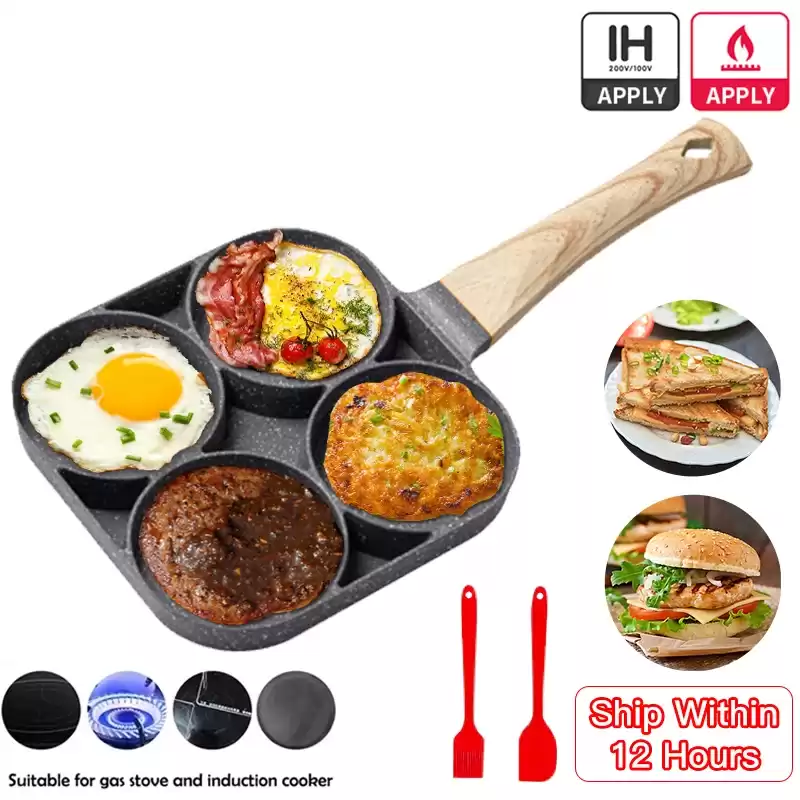 IH
200V/100V
APPLY
APPLY
Ship Within
12 Hours
Suitable for gas stove and induction cooker